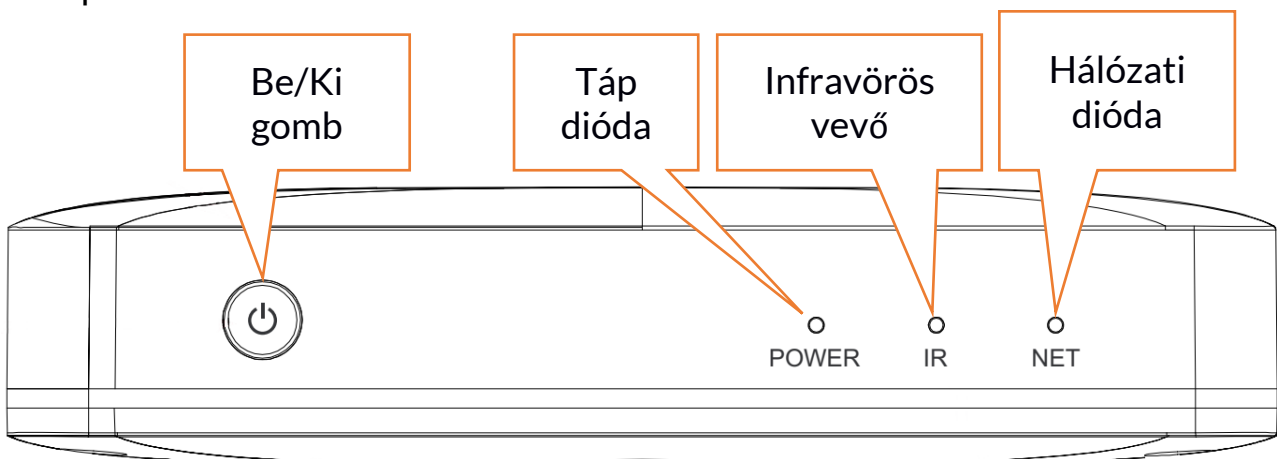 Be/Ki
gomb
Táp
dióda
Infravörös
vevő
Hálózati
dióda
POWER
IR
NET